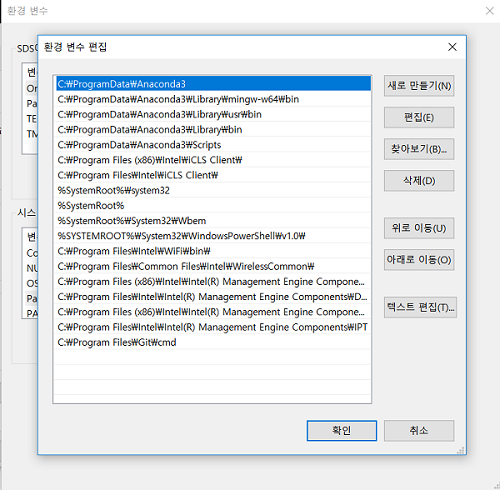 환경 변수
SDS
변수
Or
Pa
TE
TM
시스
변수
Co
NU
OS
Pa
PA
환경 변수 편집
C:₩ProgramData₩Anaconda3
C:₩ProgramData₩Anaconda3₩Library₩mingw-w64₩bin
C:₩ProgramData₩Anaconda3₩Library₩usr₩bin
C:₩ProgramData₩Anaconda3₩Library₩bin
C:₩ProgramData₩Anaconda3₩Scripts
C:₩Program Files (x86)₩Intel₩iCLS Client₩
C:₩Program Files₩Intel₩iCLS Client₩
%SystemRoot%₩system32
%SystemRoot%
%SystemRoot%₩System32₩Wbem
%SYSTEMROOT%₩System32₩WindowsPowerShell₩v1.0₩
C:₩Program Files₩Intel₩WiFi₩bin₩
C:₩Program Files₩Common Files₩Intel₩WirelessCommon₩
C:₩Program Files (x86)₩Intel₩Intel(R) Management Engine Compone...
C:₩Program Files₩Intel₩Intel(R) Management Engine Components₩D...
C:₩Program Files (x86)₩Intel₩Intel(R) Management Engine Compone...
C:₩Program Files₩Intel₩Intel(R) Management Engine Components₩IPT
C:₩Program Files₩Git₩cmd
새로 만들기(N)
편집(E)
찾아보기(B)...
삭제(D)
위로 이동(U)
아래로 이동(O)
텍스트 편집(T)...
확인
취소